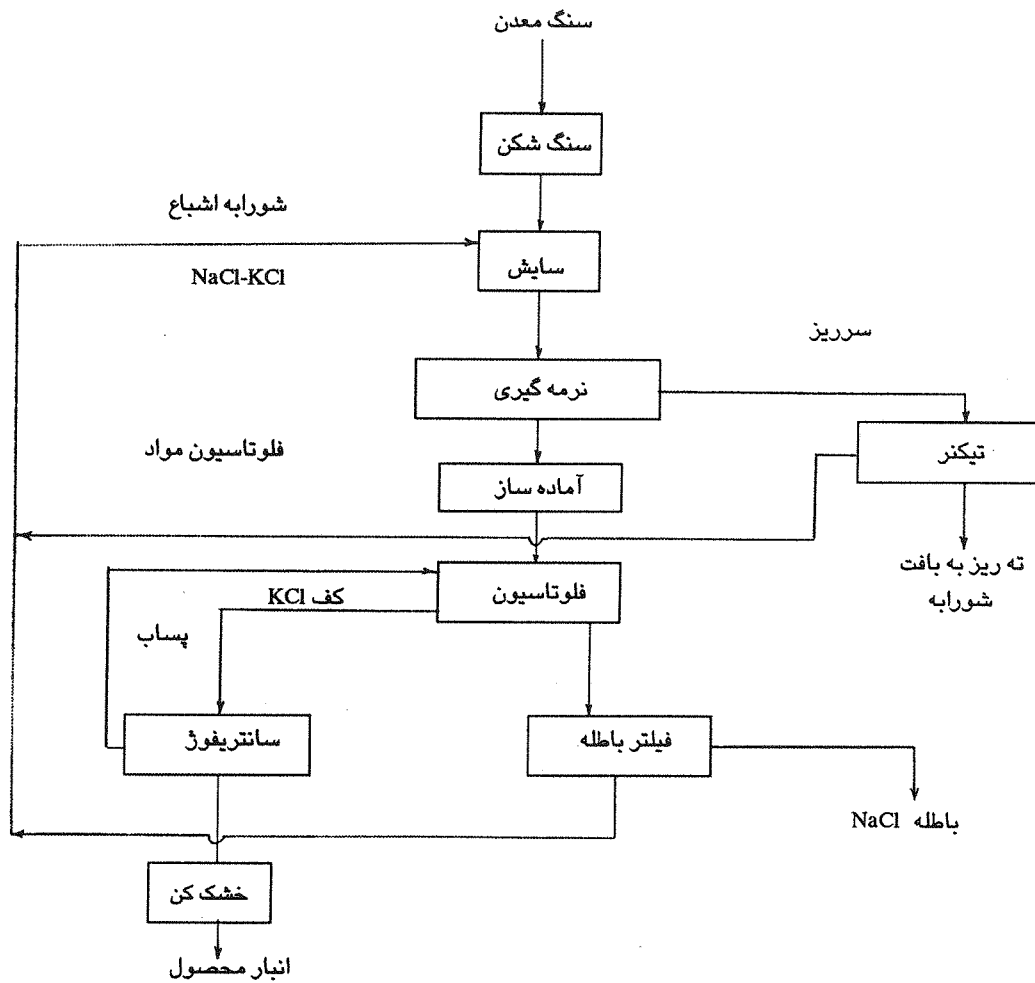 سنگ معدن
سنگ شکن
شورابه اشباع
NaCl-KCl
سایش
سرریز
نرمه گیری
تیکنر
فلوتاسیون مواد
آماده ساز
ته ریز به بافت
شورابه
فلوتاسیون
کف KCl
پساب
سانتریفوژ
فیلتر باطله
باطله NaCl
خشک کن
انبار محصول